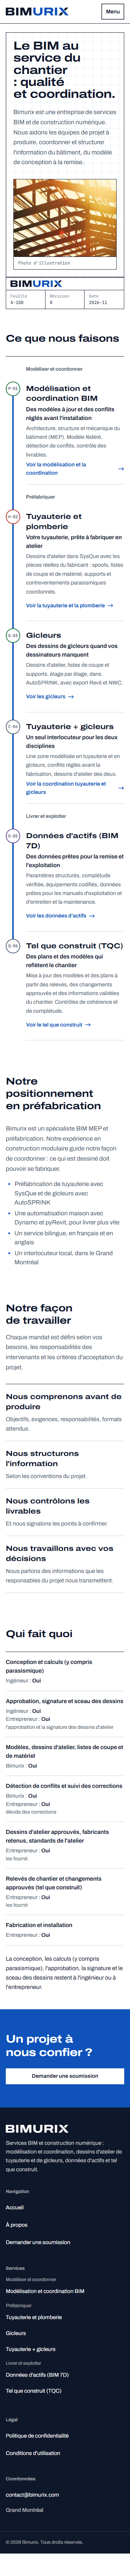 BIMURIX
Menu
Le BIM au
service du
chantier
: qualité
et coordination.
Bimurix est une entreprise de services
BIM et construction numérique.
Nous aidons les équipes de projet à
produire, coordonner et structurer
l'information du bâtiment, du modèle
de conception à la remise.
Photo d'illustration
BIMURIX
Feuille
A-100
Révision
0
Date
2026-11
Ce que nous faisons
Modéliser et coordonner
Modélisation et
coordination BIM
Des modèles à jour et des conflits
réglés avant l'installation
Architecture, structure et mécanique du
bâtiment (MEP). Modèle fédéré,
détection de conflits, contrôle des
livrables.
Voir la modélisation et la
coordination →
Préfabriquer
Tuyauterie et
plomberie
Votre tuyauterie, prête à fabriquer en
atelier
Dessins d'atelier dans SysQue avec les
pièces réelles du fabricant : spools, listes
de coupe et de matériel, supports et
contreventements parasismiques
coordonnés.
Voir la tuyauterie et la plomberie →
Gicleurs
Des dessins de gicleurs quand vos
dessinateurs manquent
Dessins d'atelier, listes de coupe et
supports, étage par étage, dans
AutoSPRINK, avec export Revit et NWC.
Voir les gicleurs →
Tuyauterie + gicleurs
Un seul interlocuteur pour les deux
disciplines
Une zone modélisée en tuyauterie et en
gicleurs, conflits réglés avant la
fabrication, dessins d'atelier des deux.
Voir la coordination tuyauterie et
gicleurs →
Livrer et exploiter
Données d'actifs (BIM
7D)
Des données prêtes pour la remise et
l'exploitation
Paramètres structurés, complétude
vérifiée, équipements codifiés, données
prêtes pour les manuels d'exploitation et
d'entretien et la maintenance.
Voir les données d'actifs →
Tel que construit (TQC)
Des plans et des modèles qui
reflètent le chantier
Mise à jour des modèles et des plans à
partir des relevés, des changements
approuvés et des informations validées
du chantier. Contrôles de cohérence et
de complétude.
Voir le tel que construit →
Notre
positionnement
en préfabrication
Bimurix est un spécialiste BIM MEP et
préfabrication. Notre expérience en
construction modulaire guide notre façon
de coordonner : ce qui est dessiné doit
pouvoir se fabriquer.
• Préfabrication de tuyauterie avec
SysQue et de gicleurs avec
AutoSPRINK
• Une automatisation maison avec
Dynamo et pyRevit, pour livrer plus vite
• Un service bilingue, en français et en
anglais
• Un interlocuteur local, dans le Grand
Montréal
Notre façon
de travailler
Chaque mandat est défini selon vos
besoins, les responsabilités des
intervenants et les critères d'acceptation du
projet.
Nous comprenons avant de
produire
Objectifs, exigences, responsabilités, formats
attendus.
Nous structurons
l'information
Selon les conventions du projet.
Nous contrôlons les
livrables
Et nous signalons les points à confirmer.
Nous travaillons avec vos
décisions
Nous partons des informations que les
responsables du projet nous transmettent.
Qui fait quoi
Conception et calculs (y compris
parasismique)
Ingénieur : Oui
Approbation, signature et sceau des dessins
Ingénieur : Oui
Entrepreneur : Oui
l'approbation et la signature des dessins d'atelier
Modèles, dessins d'atelier, listes de coupe et
de matériel
Bimurix : Oui
Détection de conflits et suivi des corrections
Bimurix : Oui
Entrepreneur : Oui
décide des corrections
Dessins d'atelier approuvés, fabricants
retenus, standards de l'atelier
Entrepreneur : Oui
les fournit
Relevés de chantier et changements
approuvés (tel que construit)
Entrepreneur : Oui
les fournit
Fabrication et installation
Entrepreneur : Oui
La conception, les calculs (y compris
parasismique), l'approbation, la signature et le
sceau des dessins restent à l'ingénieur ou à
l'entrepreneur.
Un projet à
nous confier ?
Demander une soumission
BIMURIX
Services BIM et construction numérique :
modélisation et coordination, dessins d'atelier de
tuyauterie et de gicleurs, données d'actifs et tel
que construit.
Navigation
Accueil
À propos
Demander une soumission
Services
Modéliser et coordonner
Modélisation et coordination BIM
Préfabriquer
Tuyauterie et plomberie
Gicleurs
Tuyauterie + gicleurs
Livrer et exploiter
Données d'actifs (BIM 7D)
Tel que construit (TQC)
Légal
Politique de confidentialité
Conditions d'utilisation
Coordonnées
contact@bimurix.com
Grand Montréal
© 2026 Bimurix. Tous droits réservés.